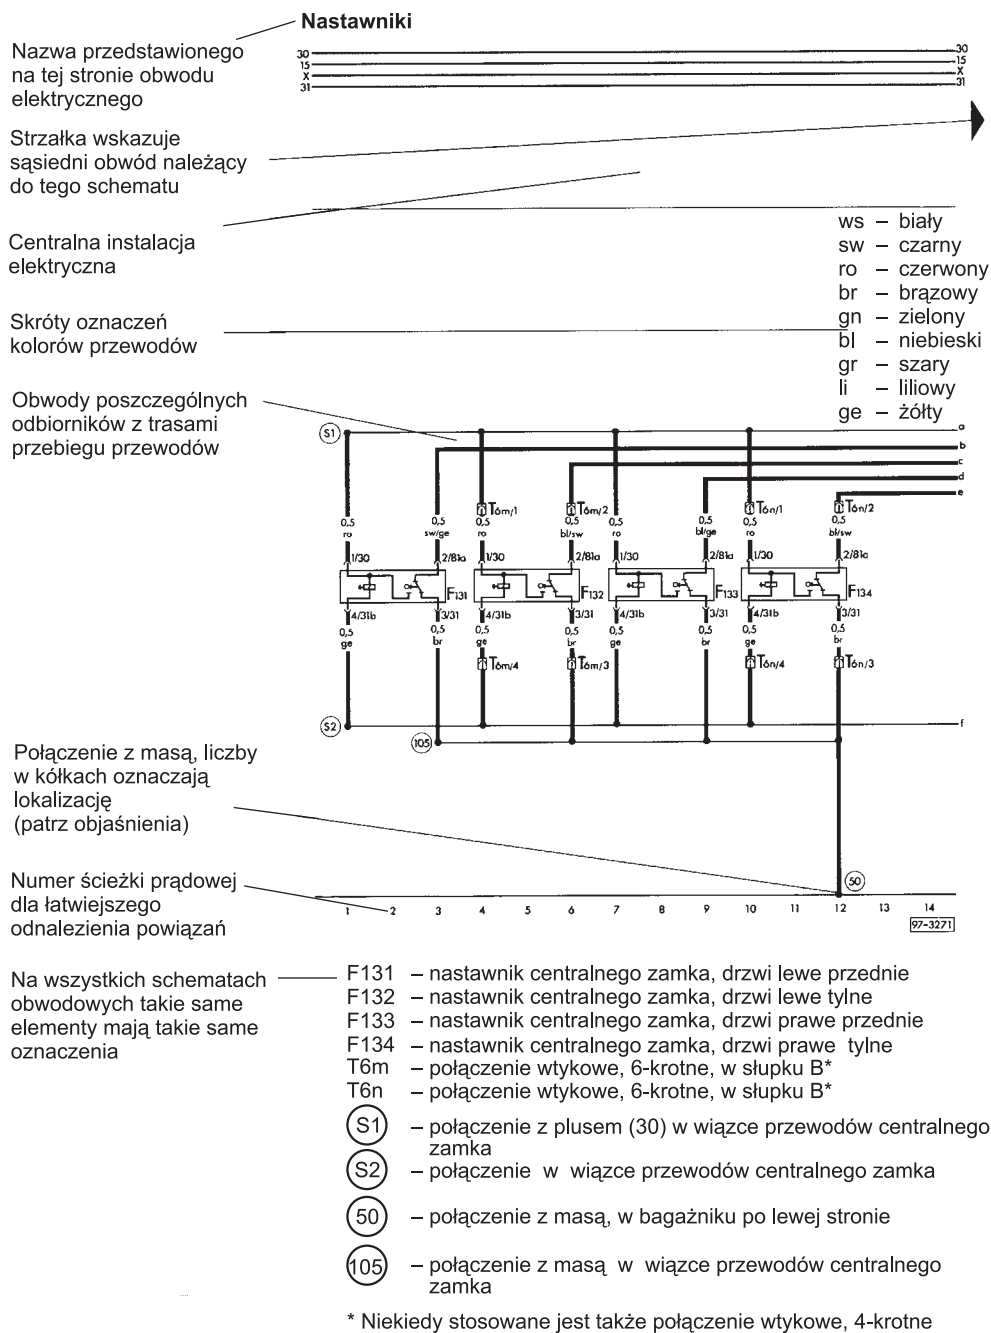 Nastawniki
Nazwa przedstawionego
na tej stronie obwodu
elektrycznego
30 30
15 15
X X
31 31
Strzałka wskazuje
sąsiedni obwód należący
do tego schematu
Centralna instalacja
elektryczna
ws – biały
sw – czarny
ro – czerwony
br – brązowy
gn – zielony
bl – niebieski
gr – szary
li – liliowy
ge – żółty
Skróty oznaczeń
kolorów przewodów
Obwody poszczególnych
odbiorników z trasami
przebiegu przewodów
S1 a
b
c
d
e
T6m/1 T6m/2 T6n/1 T6n/2
0,5 0,5 0,5 0,5 0,5 0,5 0,5 0,5
ro sw/ge ro bl/sw ro bl/ge ro bl/sw
1/30 2/81a 1/30 2/81a 1/30 2/81a 1/30 2/81a
F131 F132 F133 F134
4/31b 3/31 4/31b 3/31 4/31b 3/31 4/31b 3/31
0,5 0,5 0,5 0,5 0,5 0,5 0,5 0,5
ge br ge br ge br ge br
T6m/4 T6m/3 T6n/4 T6n/3
S2 f
105
Połączenie z masą, liczby
w kółkach oznaczają
lokalizację
(patrz objaśnienia)
50
Numer ścieżki prądowej
dla łatwiejszego
odnalezienia powiązań
1 2 3 4 5 6 7 8 9 10 11 12 13 14
97-3271
Na wszystkich schematach
obwodowych takie same
elementy mają takie same
oznaczenia
F131 – nastawnik centralnego zamka, drzwi lewe przednie
F132 – nastawnik centralnego zamka, drzwi lewe tylne
F133 – nastawnik centralnego zamka, drzwi prawe przednie
F134 – nastawnik centralnego zamka, drzwi prawe tylne
T6m – połączenie wtykowe, 6-krotne, w słupku B*
T6n – połączenie wtykowe, 6-krotne, w słupku B*
S1 – połączenie z plusem (30) w wiązce przewodów centralnego
zamka
S2 – połączenie w wiązce przewodów centralnego zamka
50 – połączenie z masą, w bagażniku po lewej stronie
105 – połączenie z masą w wiązce przewodów centralnego
zamka
* Niekiedy stosowane jest także połączenie wtykowe, 4-krotne